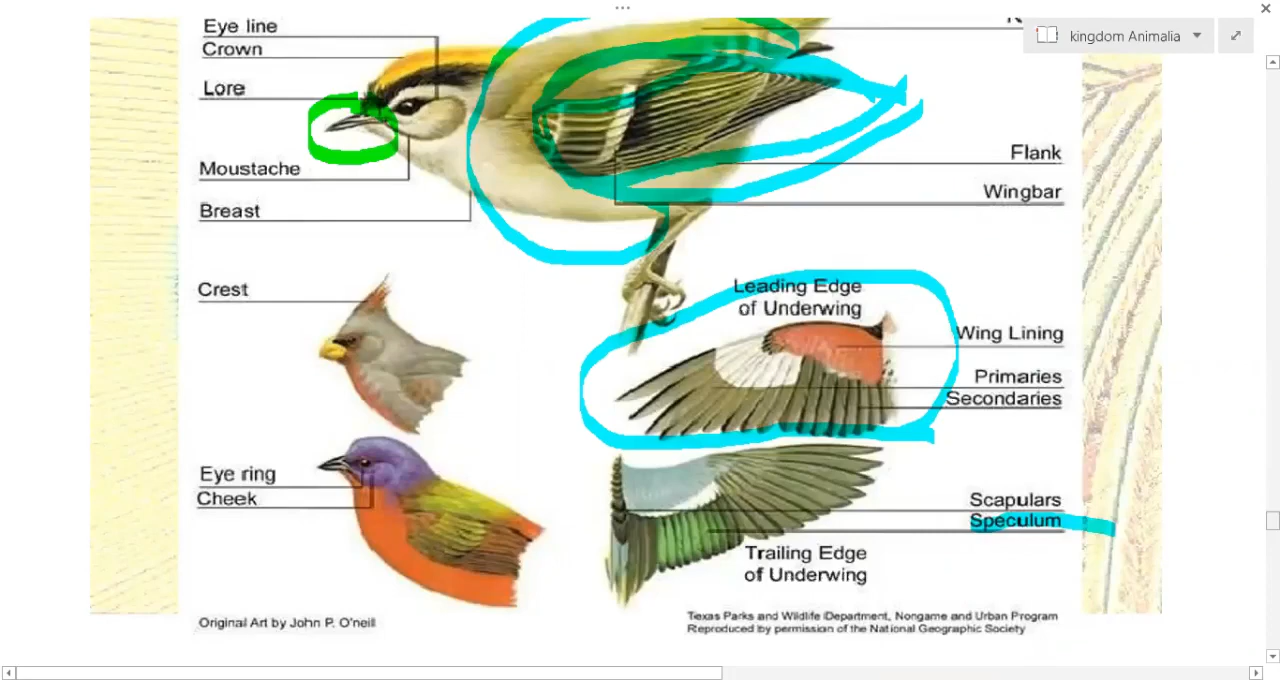 kingdom Animalia
Eye line
Crown
Lore
Moustache
Breast
Flank
Wingbar
Crest
Leading Edge
of Underwing
Wing Lining
Primaries
Secondaries
Eye ring
Cheek
Scapulars
Speculum
Trailing Edge
of Underwing
Original Art by John P. O'neill
Texas Parks and Wildlife Department, Nongame and Urban Program
Reproduced by permission of the National Geographic Society